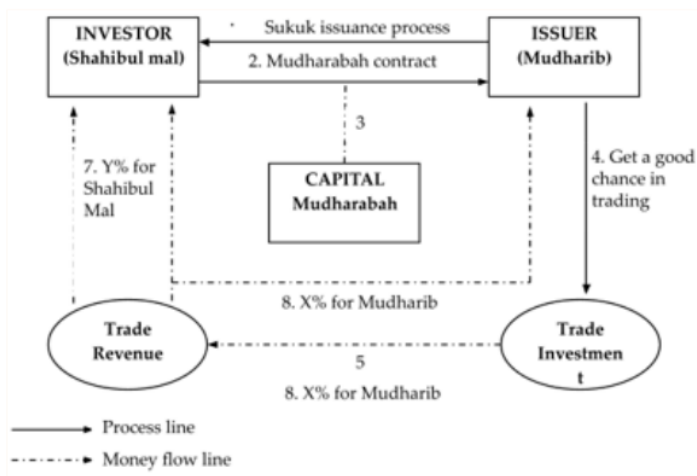 Sukuk issuance process
INVESTOR
(Shahibul mal)
2. Mudharabah contract
ISSUER
(Mudharib)
3
7. Y% for
Shahibul
Mal
CAPITAL
Mudharabah
4. Get a good
chance in
trading
8. X% for Mudharib
Trade
Revenue
5
Trade
Investmen
t
8. X% for Mudharib
Process line
Money flow line